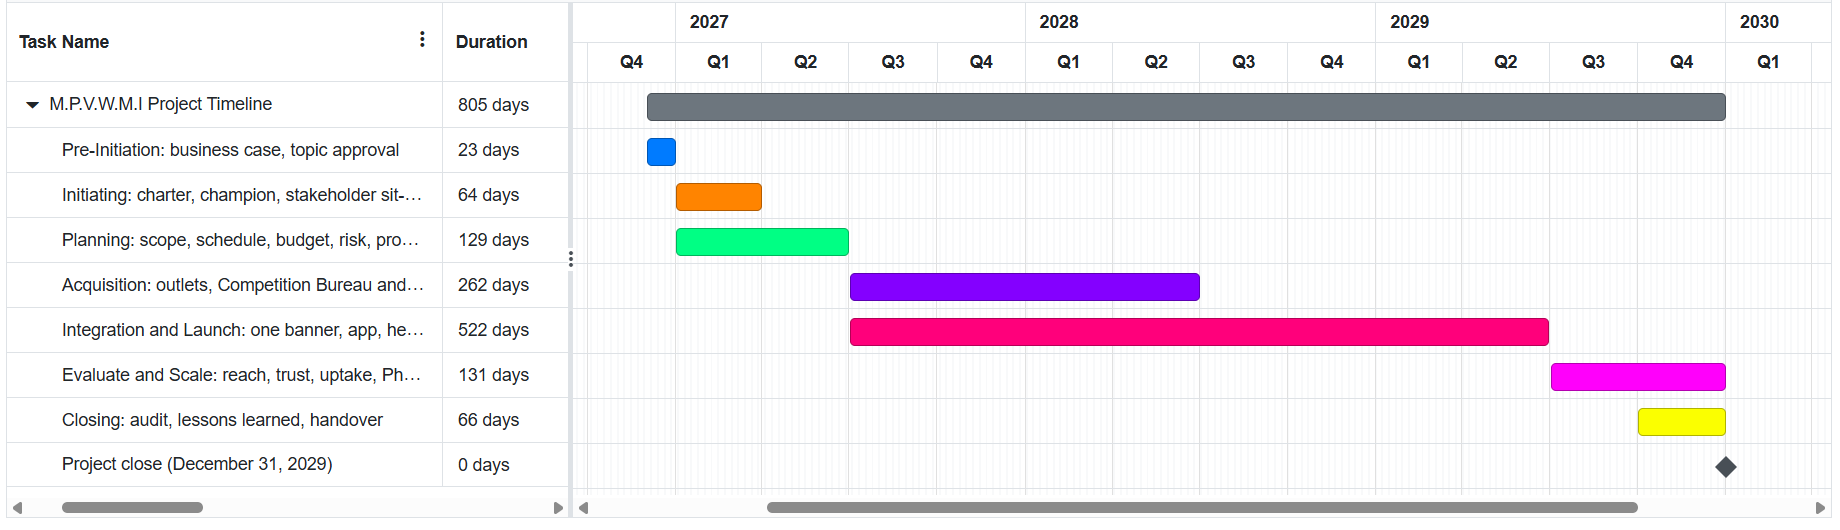 Task Name Duration 2027 2028 2029 2030
Q4 Q1 Q2 Q3 Q4 Q1 Q2 Q3 Q4 Q1 Q2 Q3 Q4 Q1
M.P.V.W.M.I Project Timeline 805 days
Pre-Initiation: business case, topic approval 23 days
Initiating: charter, champion, stakeholder sit-… 64 days
Planning: scope, schedule, budget, risk, pro… 129 days
Acquisition: outlets, Competition Bureau and… 262 days
Integration and Launch: one banner, app, he… 522 days
Evaluate and Scale: reach, trust, uptake, Ph… 131 days
Closing: audit, lessons learned, handover 66 days
Project close (December 31, 2029) 0 days